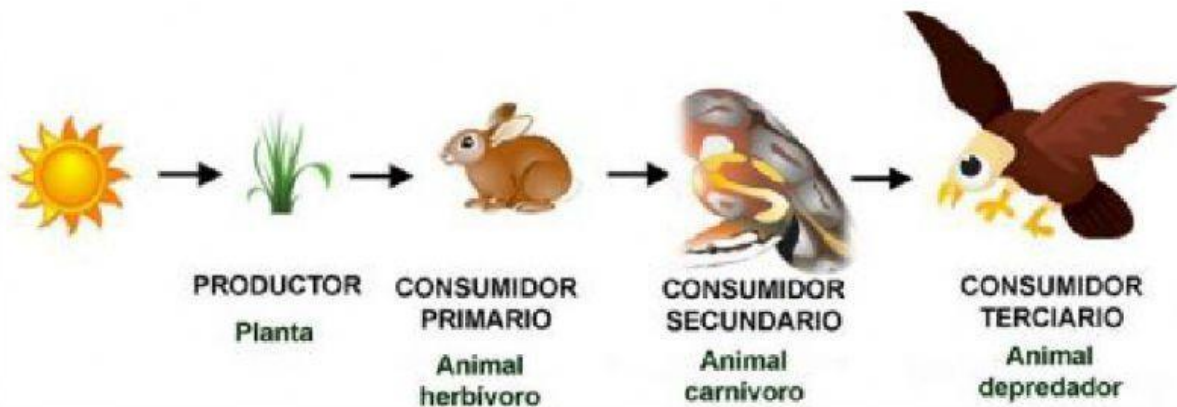 PRODUCTOR
Planta
CONSUMIDOR
PRIMARIO
Animal
herbívoro
CONSUMIDOR
SECUNDARIO
Animal
carnívoro
CONSUMIDOR
TERCIARIO
Animal
depredador